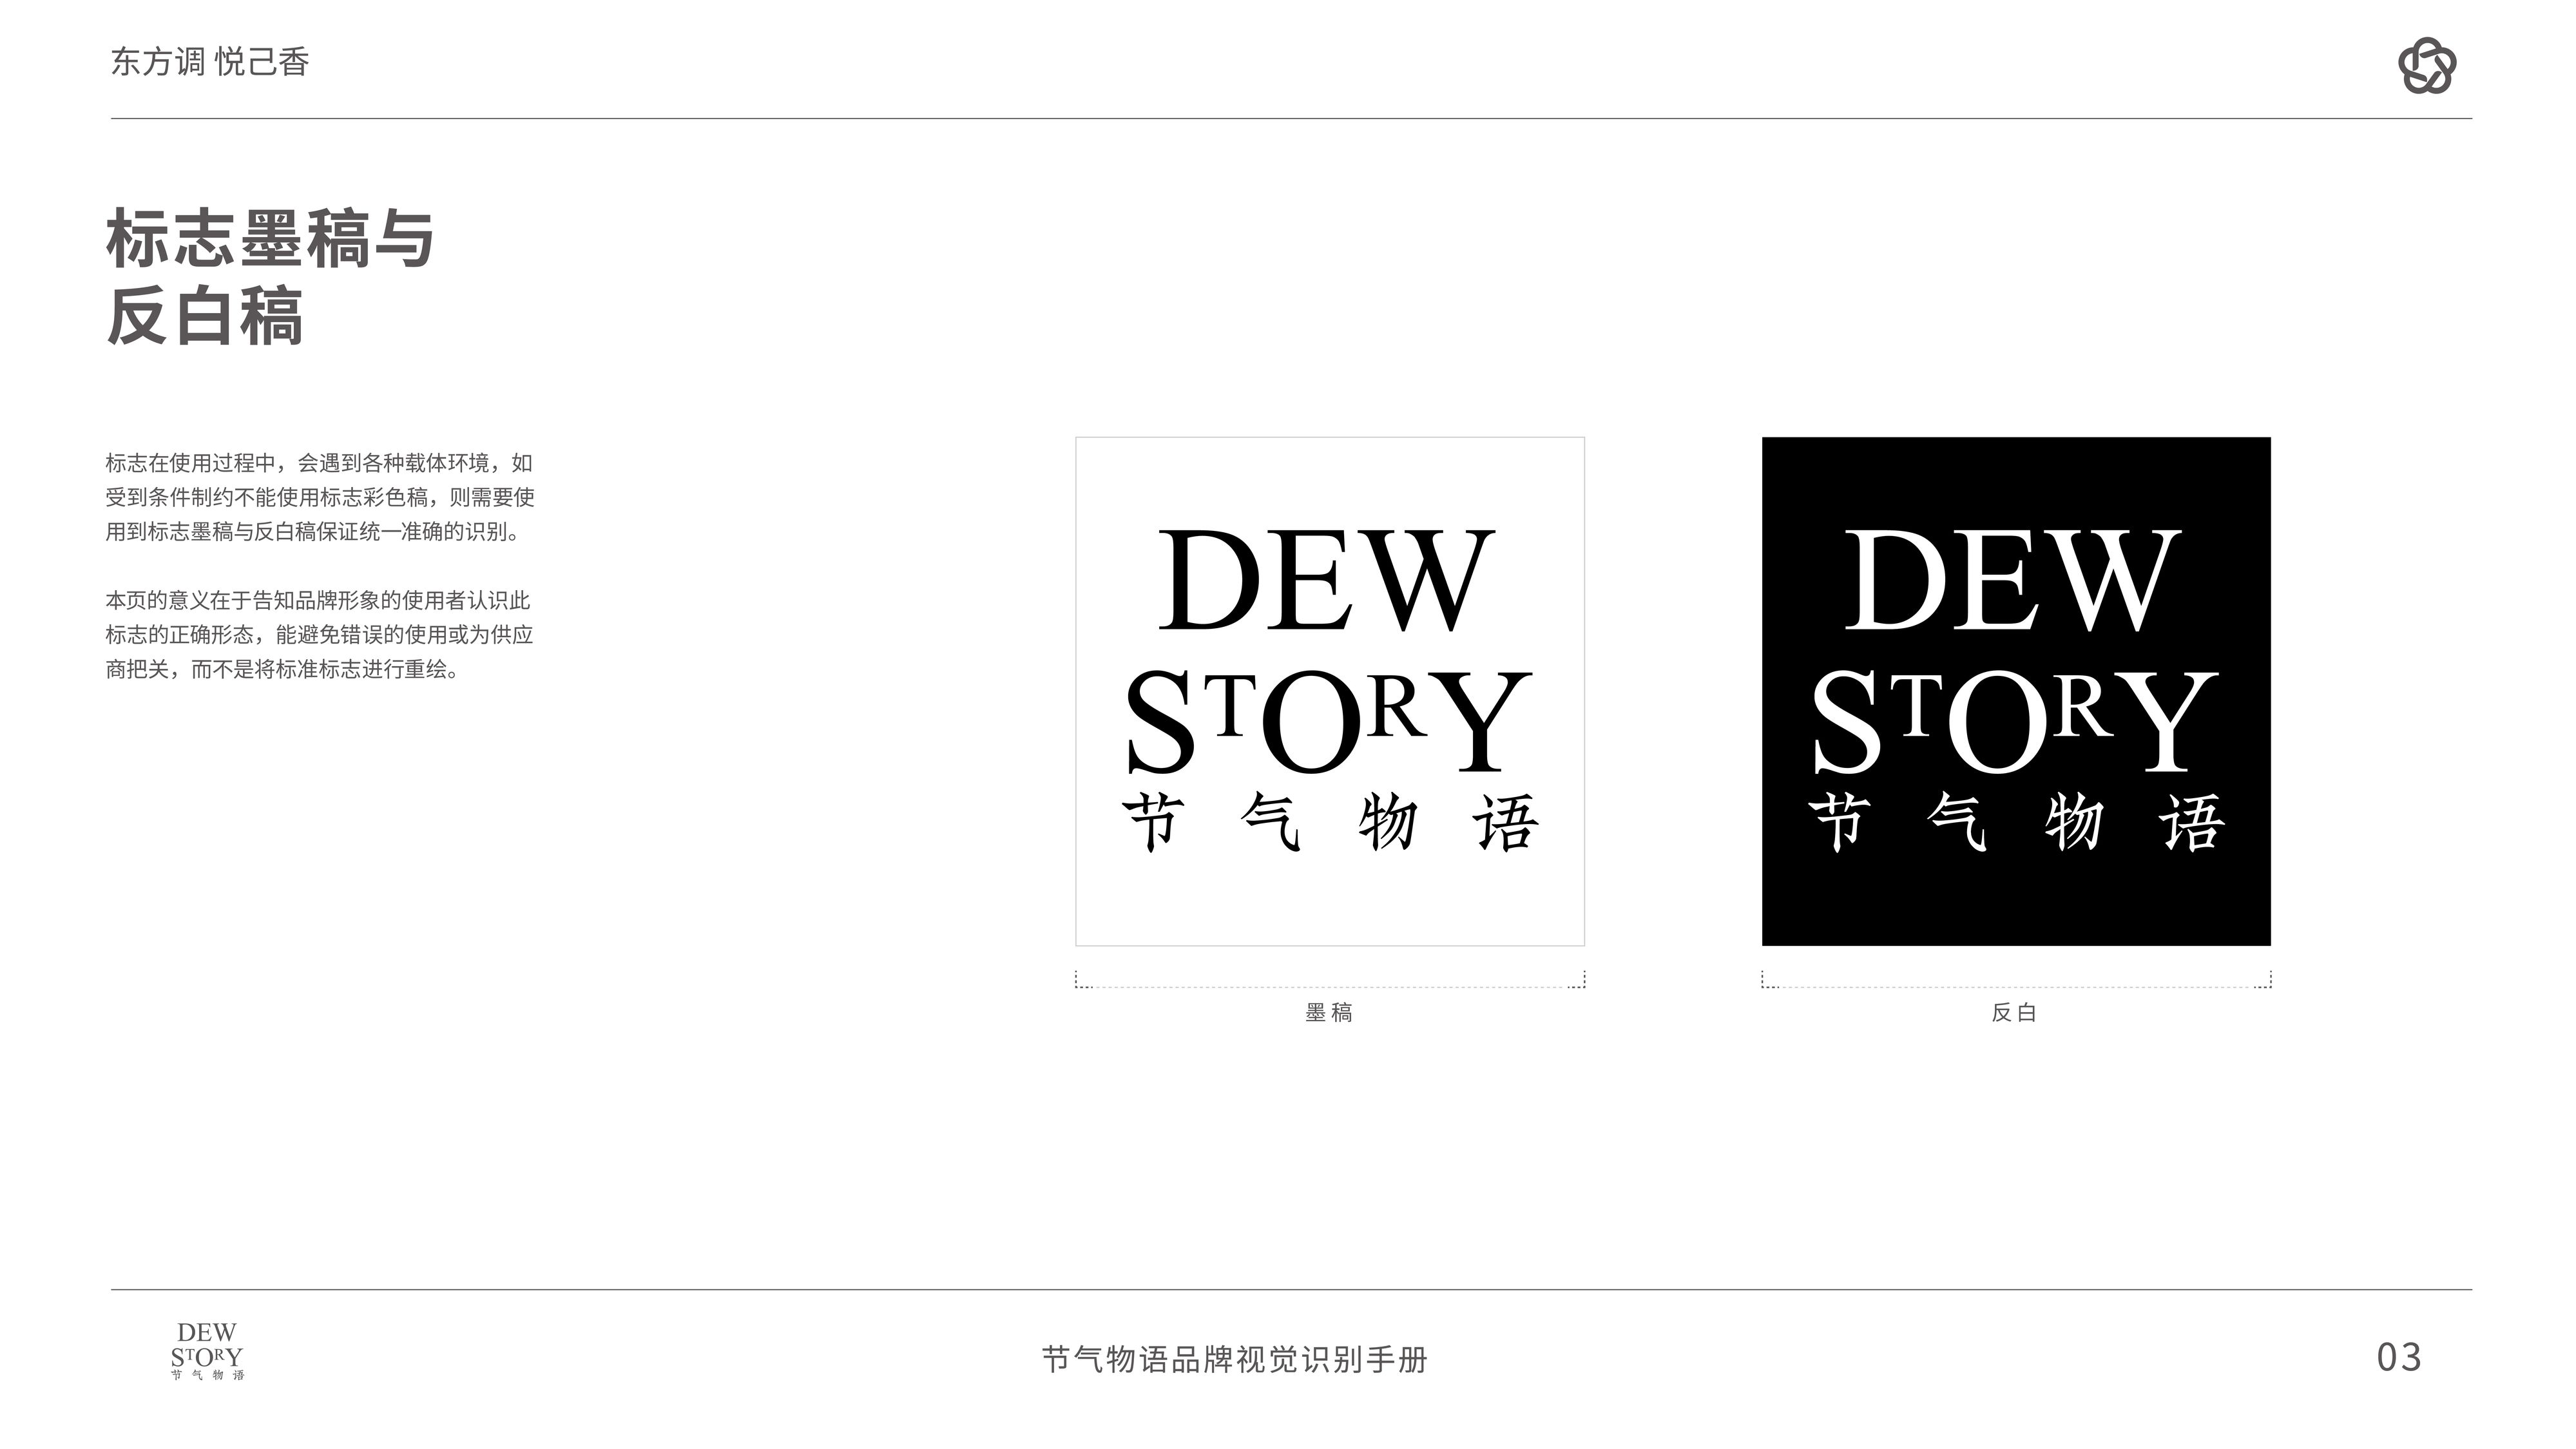 东方调 悦己香
标志墨稿与
反白稿
标志在使用过程中，会遇到各种载体环境，如
受到条件制约不能使用标志彩色稿，则需要使
用到标志墨稿与反白稿保证统一准确的识别。
本页的意义在于告知品牌形象的使用者认识此
标志的正确形态，能避免错误的使用或为供应
商把关，而不是将标准标志进行重绘。
DEW
STORY
节气物语
墨稿
DEW
STORY
节气物语
反白
DEW
STORY
节气物语
节气物语品牌视觉识别手册
03